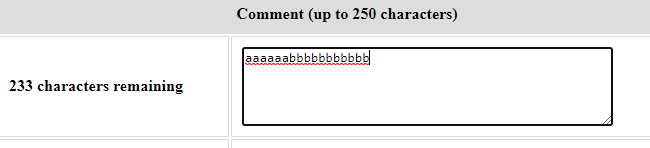 Comment (up to 250 characters)
233 characters remaining
aaaaaabbbbbbbbbbb